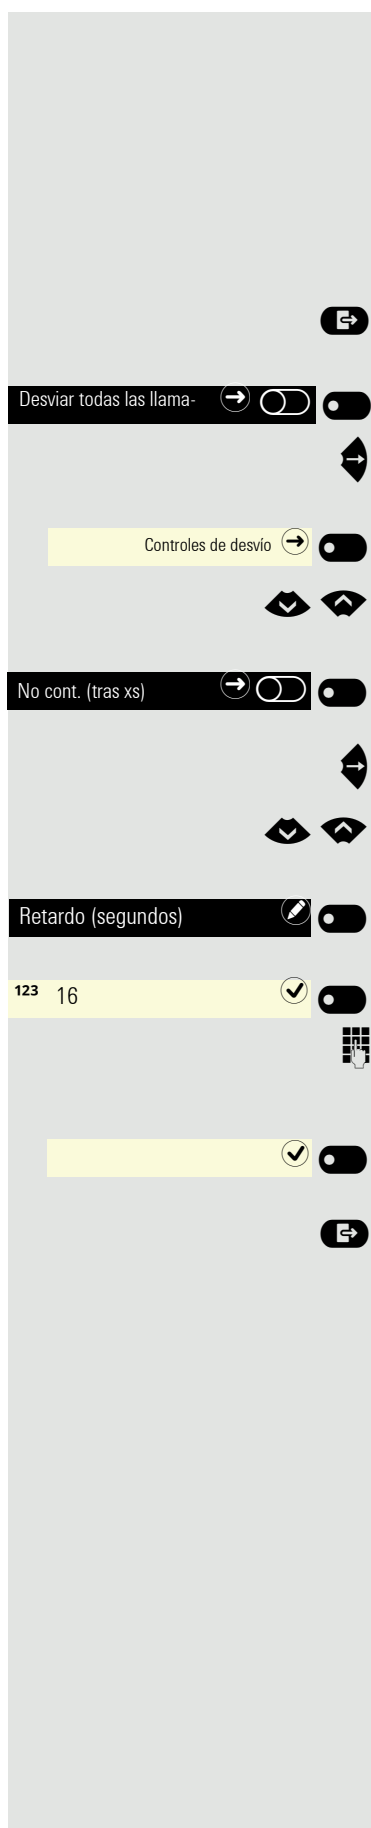 Desviar todas las llama-
Controles de desvío
No cont. (tras xs)
Retardo (segundos)
123 16